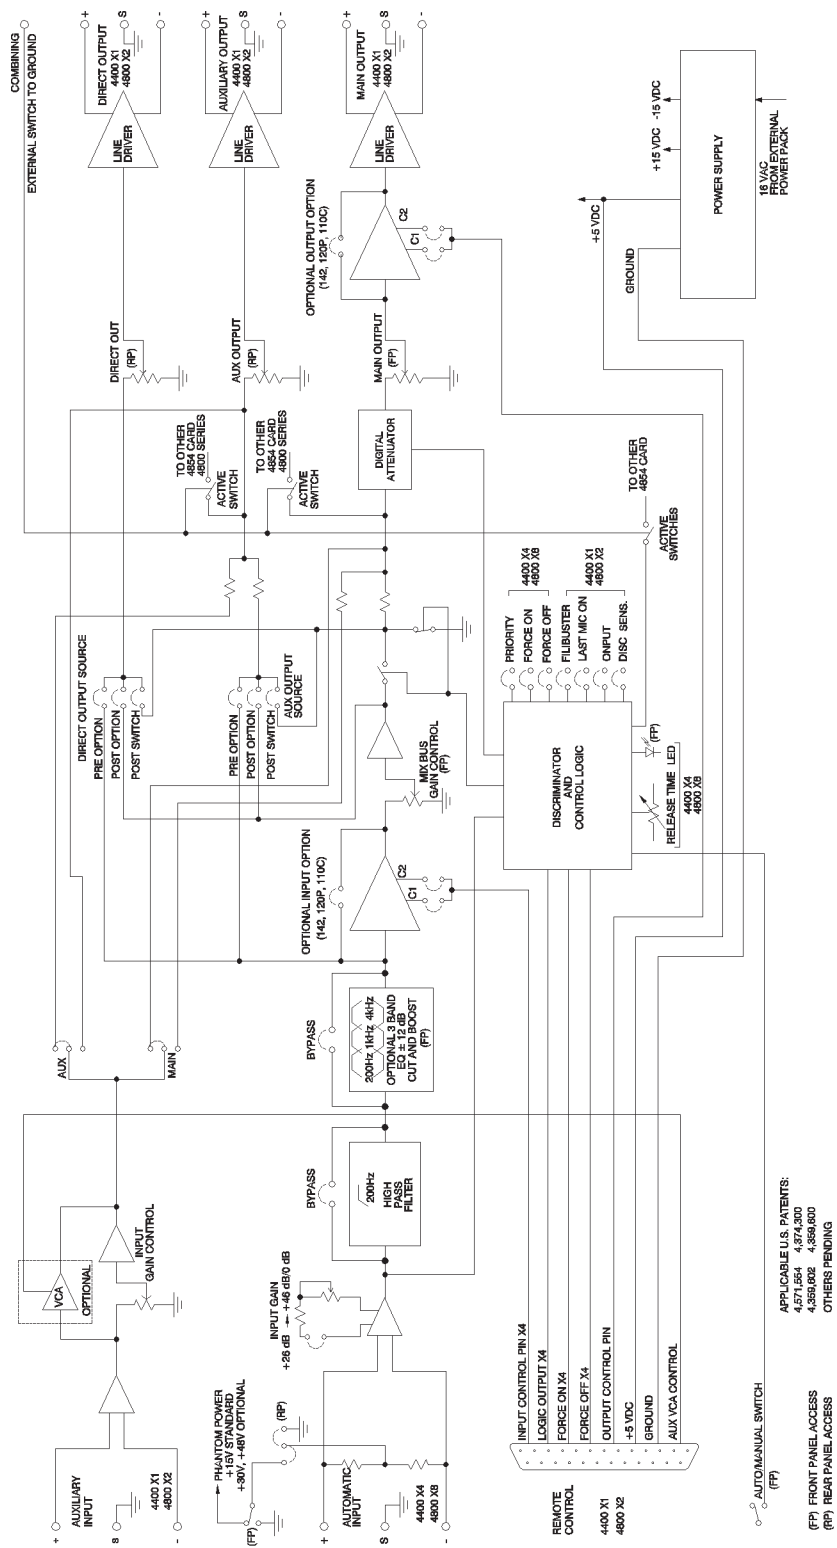 COMBINING
EXTERNAL SWITCH TO GROUND
+
S
-
DIRECT OUTPUT
4400 X1
4800 X2
LINE
DRIVER
DIRECT OUT
(RP)
+
S
-
AUXILIARY OUTPUT
4400 X1
4800 X2
LINE
DRIVER
AUX OUTPUT
(RP)
+
S
-
MAIN OUTPUT
4400 X1
4800 X2
LINE
DRIVER
OPTIONAL OUTPUT OPTION
(142, 120P, 110C)
C1
C2
MAIN OUTPUT
(FP)
DIGITAL
ATTENUATOR
TO OTHER
4854 CARD
4800 SERIES
ACTIVE
SWITCH
TO OTHER
4854 CARD
4800 SERIES
ACTIVE
SWITCH
DIRECT OUTPUT SOURCE
PRE OPTION
POST OPTION
POST SWITCH
PRE OPTION
POST OPTION
POST SWITCH
AUX OUTPUT
SOURCE
MIX BUS
GAIN CONTROL
(FP)
OPTIONAL INPUT OPTION
(142, 120P, 110C)
C1
C2
AUX
MAIN
BYPASS
200Hz 1kHz 4kHz
OPTIONAL 3 BAND
EQ ± 12 dB
CUT AND BOOST
(FP)
BYPASS
200Hz
HIGH
PASS
FILTER
VCA
OPTIONAL
INPUT
GAIN CONTROL
AUXILIARY
INPUT
4400 X1
4800 X2
+
S
-
INPUT GAIN
+26 dB
+46 dB/0 dB
PHANTOM POWER
+15V STANDARD
+30V, +48V OPTIONAL
(FP)
(RP)
AUTOMATIC
INPUT
4400 X4
4800 X8
+
S
-
POWER SUPPLY
+15 VDC
-15 VDC
16 VAC
FROM EXTERNAL
POWER PACK
+5 VDC
GROUND
TO OTHER
4854 CARD
ACTIVE
SWITCHES
DISCRIMINATOR
AND
CONTROL LOGIC
PRIORITY
FORCE ON
FORCE OFF
4400 X4
4800 X8
FILIBUSTER
LAST MIC ON
ONPUT
DISC SENS.
4400 X1
4800 X2
(FP)
RELEASE TIME
LED
4400 X4
4800 X8
INPUT CONTROL PIN X4
LOGIC OUTPUT X4
FORCE ON X4
FORCE OFF X4
OUTPUT CONTROL PIN
+5 VDC
GROUND
AUX VCA CONTROL
REMOTE
CONTROL
4400 X1
4800 X2
AUTO/MANUAL SWITCH
(FP)
APPLICABLE U.S. PATENTS:
4,571,554 4,374,300
4,359,602 4,359,600
OTHERS PENDING
(FP) FRONT PANEL ACCESS
(RP) REAR PANEL ACCESS